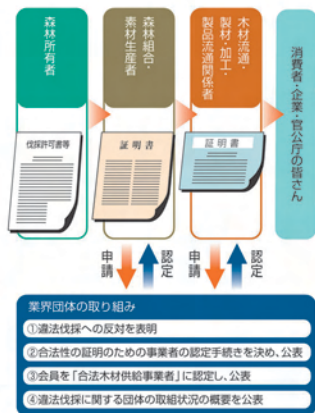 森林所有者
伐採許可書等
森林組合・
素材生産者
証明書
木材流通・
製材・加工・
製品流通関係者
証明書
消費者・企業・官公庁の皆さん
申請
認定
申請
認定
業界団体の取り組み
①違法伐採への反対を表明
②合法性の証明のための事業者の認定手続きを決め、公表
③会員を「合法木材供給事業者」に認定し、公表
④違法伐採に関する団体の取組状況の概要を公表